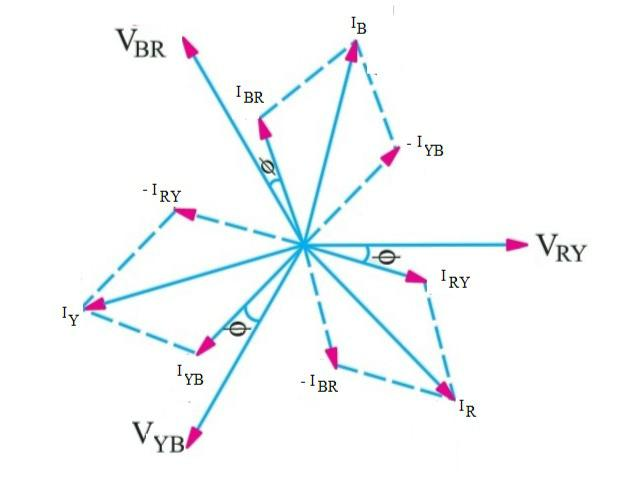 I_B
V_BR
I_BR
- I_YB
ϕ
- I_RY
V_RY
ϕ
I_RY
I_Y
ϕ
I_YB
- I_BR
I_R
V_YB